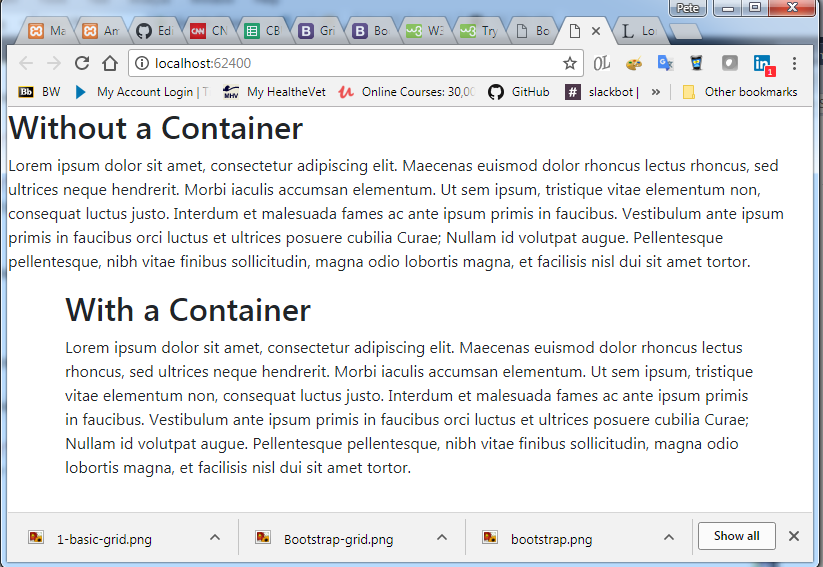 Pete
Ma
An
Edi
CNN CN
CB
B Gri
B Bo
W3
Try
Bo
L Lo
localhost:62400
OL
1
Bb BW
My Account Login | T
MHV My HealtheVet
Online Courses: 30,00
GitHub
# slackbot |
»
Other bookmarks
Without a Container
Lorem ipsum dolor sit amet, consectetur adipiscing elit. Maecenas euismod dolor rhoncus lectus rhoncus, sed
ultrices neque hendrerit. Morbi iaculis accumsan elementum. Ut sem ipsum, tristique vitae elementum non,
consequat luctus justo. Interdum et malesuada fames ac ante ipsum primis in faucibus. Vestibulum ante ipsum
primis in faucibus orci luctus et ultrices posuere cubilia Curae; Nullam id volutpat augue. Pellentesque
pellentesque, nibh vitae finibus sollicitudin, magna odio lobortis magna, et facilisis nisl dui sit amet tortor.
With a Container
Lorem ipsum dolor sit amet, consectetur adipiscing elit. Maecenas euismod dolor rhoncus lectus
rhoncus, sed ultrices neque hendrerit. Morbi iaculis accumsan elementum. Ut sem ipsum, tristique
vitae elementum non, consequat luctus justo. Interdum et malesuada fames ac ante ipsum primis
in faucibus. Vestibulum ante ipsum primis in faucibus orci luctus et ultrices posuere cubilia Curae;
Nullam id volutpat augue. Pellentesque pellentesque, nibh vitae finibus sollicitudin, magna odio
lobortis magna, et facilisis nisl dui sit amet tortor.
1-basic-grid.png
Bootstrap-grid.png
bootstrap.png
Show all